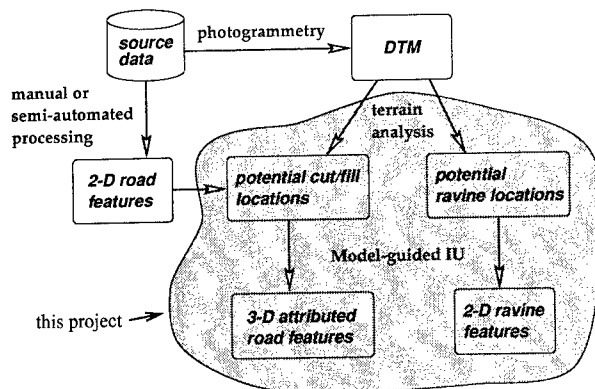 source
data
photogrammetry
DTM
manual or
semi-automated
processing
terrain
analysis
2-D road
features
potential cut/fill
locations
potential
ravine locations
Model-guided IU
this project
3-D attributed
road features
2-D ravine
features